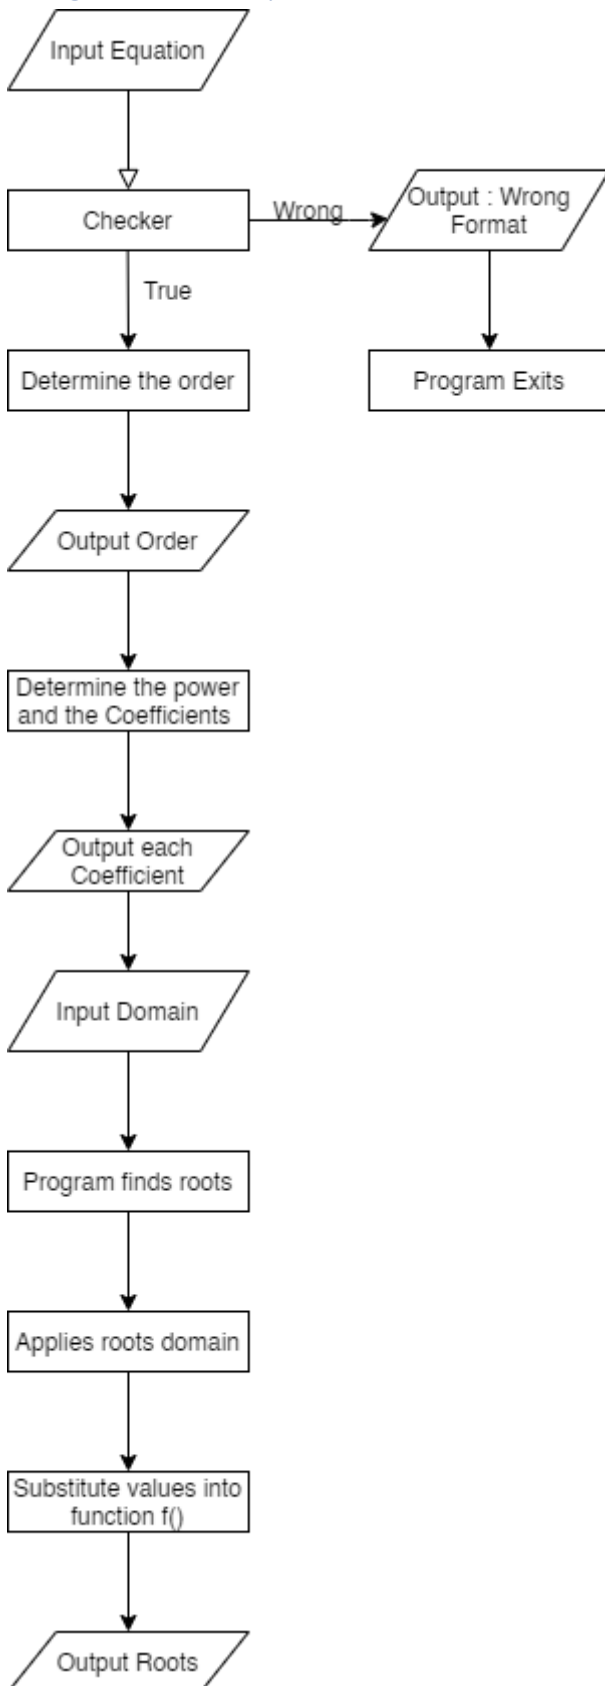 Input Equation
Checker
Wrong
Output : Wrong
Format
True
Determine the order
Program Exits
Output Order
Determine the power
and the Coefficients
Output each
Coefficient
Input Domain
Program finds roots
Applies roots domain
Substitute values into
function f()
Output Roots